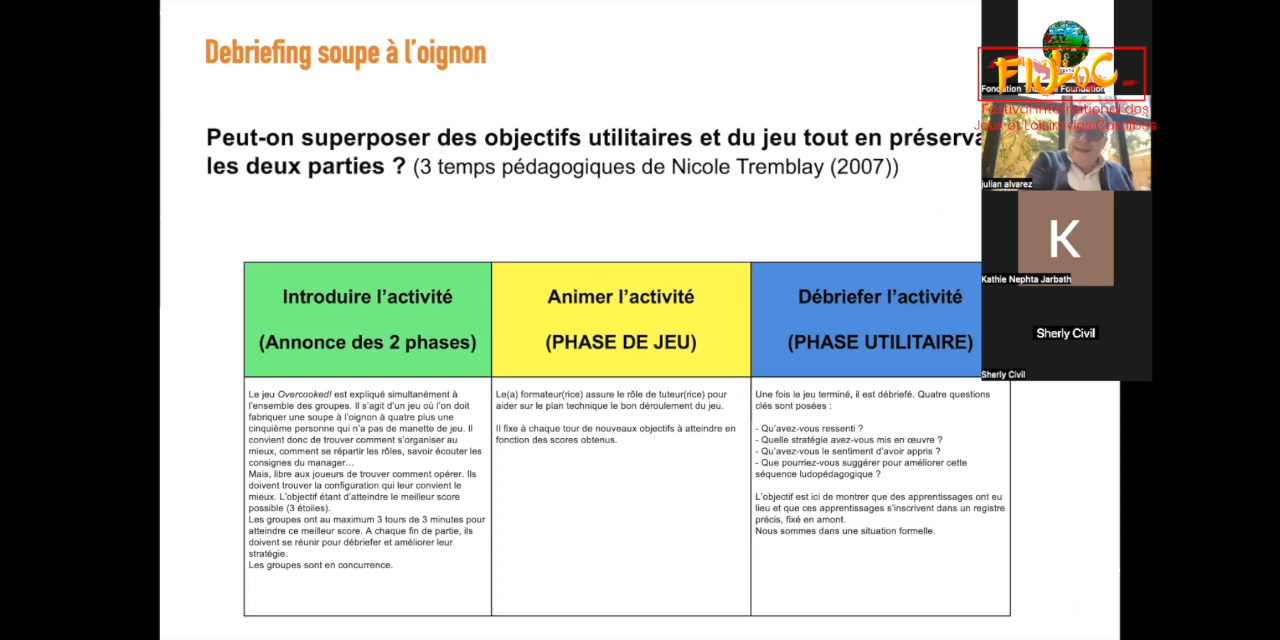 Debriefing soupe à l'oignon
Peut-on superposer des objectifs utilitaires et du jeu tout en préserva
les deux parties ? (3 temps pédagogiques de Nicole Tremblay (2007))
Introduire l'activité
(Annonce des 2 phases)
Animer l'activité
(PHASE DE JEU)
Débriefer l'activité
(PHASE UTILITAIRE)
Le jeu Overcooked! est expliqué simultanément à
l'ensemble des groupes. Il s'agit d'un jeu où l'on doit
fabriquer une soupe à l'oignon à quatre plus une
cinquième personne qui n'a pas de manette de jeu. Il
convient donc de trouver comment s'organiser au
mieux, comment se répartir les rôles, savoir écouter les
consignes du manager…
Mais, libre aux joueurs de trouver comment opérer. Ils
doivent trouver la configuration qui leur convient le
mieux. L'objectif étant d'atteindre le meilleur score
possible (3 étoiles).
Les groupes ont au maximum 3 tours de 3 minutes pour
atteindre ce meilleur score. A chaque fin de partie, ils
doivent se réunir pour débriefer et améliorer leur
stratégie.
Les groupes sont en concurrence.
Le(a) formateur(rice) assure le rôle de tuteur(rice) pour
aider sur le plan technique le bon déroulement du jeu.
Il fixe à chaque tour de nouveaux objectifs à atteindre en
fonction des scores obtenus.
Une fois le jeu terminé, il est débriefé. Quatre questions
clés sont posées :
- Qu'avez-vous ressenti ?
- Quelle stratégie avez-vous mis en œuvre ?
- Qu'avez-vous le sentiment d'avoir appris ?
- Que pourriez-vous suggérer pour améliorer cette
séquence ludopédagogique ?
L'objectif est ici de montrer que des apprentissages ont eu
lieu et que ces apprentissages s'inscrivent dans un registre
précis, fixé en amont.
Nous sommes dans une situation formelle.
Foundation
Festival International des
Jeux et Loisirs des Caraïbes
julian alvarez
K
Kathie Nephta Jarbath
Sherly Civil
Sherly Civil